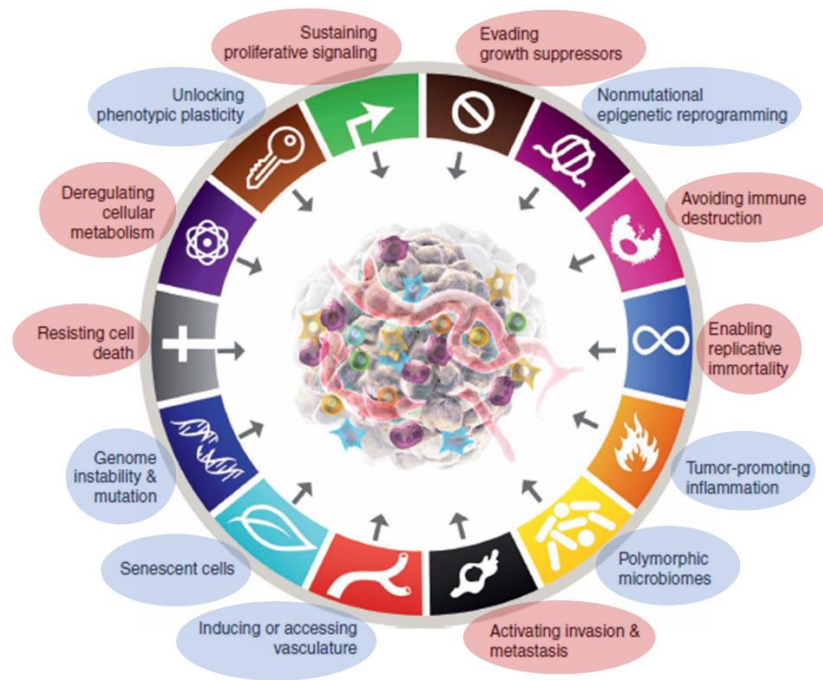 Sustaining
proliferative signaling
Evading
growth suppressors
Unlocking
phenotypic plasticity
Nonmutational
epigenetic reprogramming
Deregulating
cellular
metabolism
Avoiding immune
destruction
Resisting cell
death
Enabling
replicative
immortality
Genome
instability &
mutation
Tumor-promoting
inflammation
Senescent cells
Polymorphic
microbiomes
Inducing or accessing
vasculature
Activating invasion &
metastasis